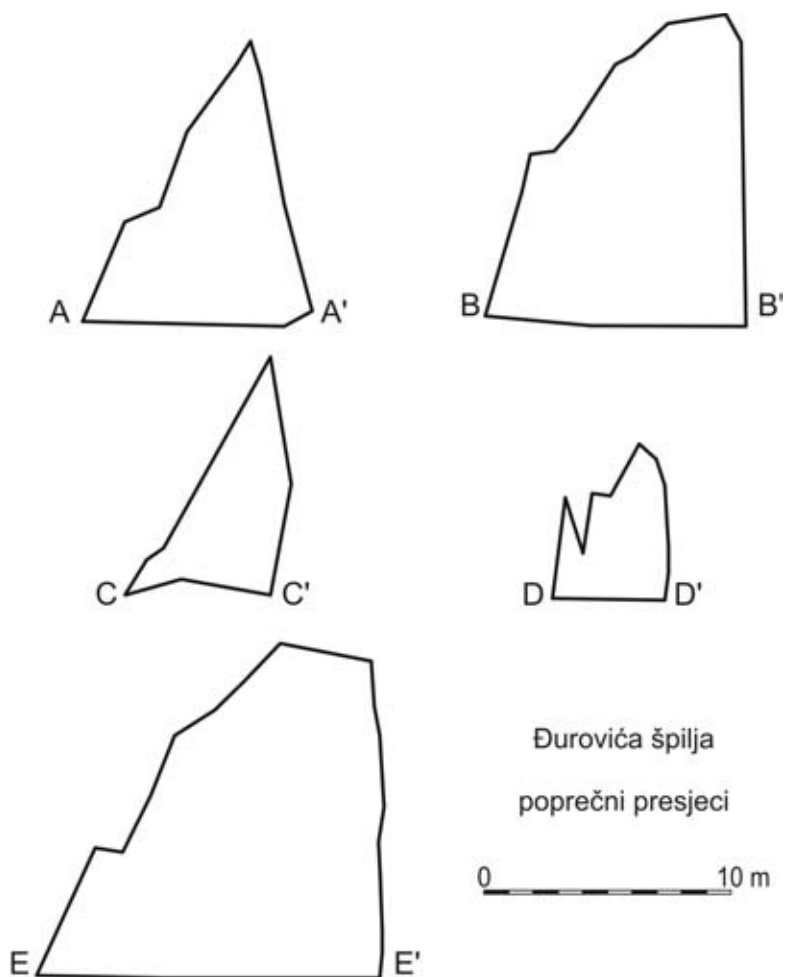 A A'
B B'
C C'
D D'
E E'
Đurovića špilja
poprečni presjeci
0 10 m